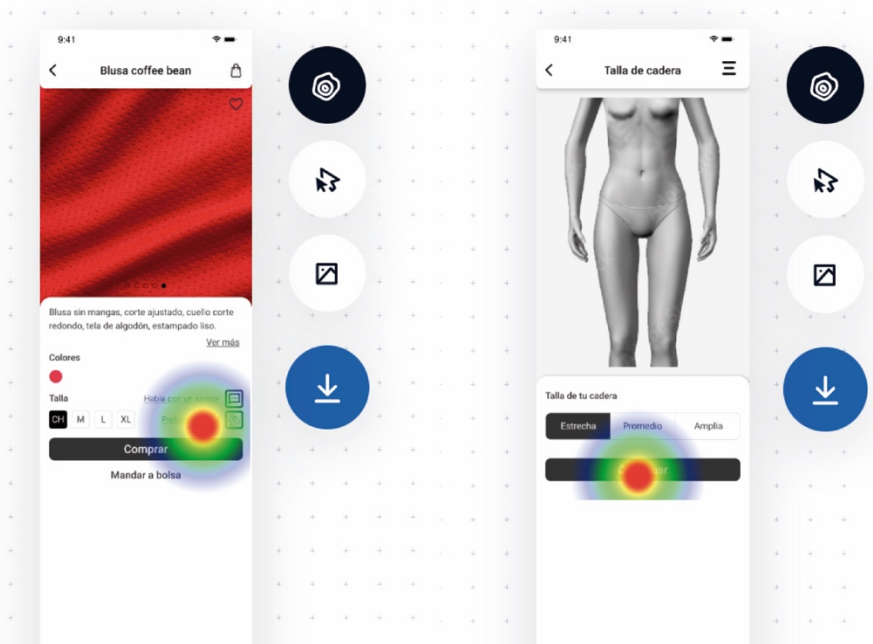 9:41
Blusa coffee bean
Blusa sin mangas, corte ajustado, cuello corte
redondo, tela de algodón, estampado liso.
Ver más
Colores
Talla
Habla con un asesor
CH M L XL
Comprar
Mandar a bolsa
9:41
Talla de cadera
Talla de tu cadera
Estrecha Promedio Amplia